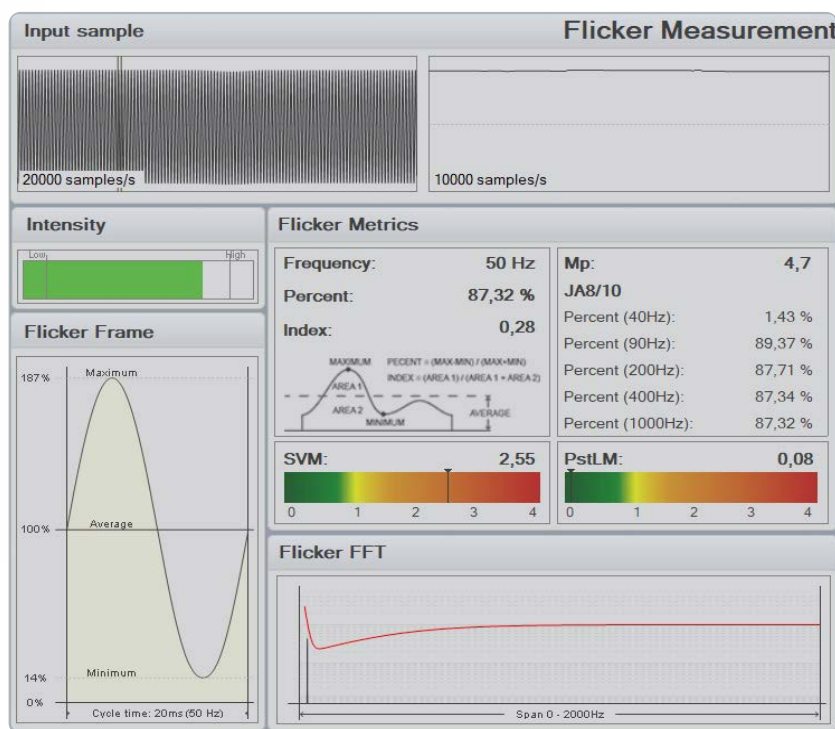 Input sample
Flicker Measurement
20000 samples/s
10000 samples/s
Intensity
Low
High
Flicker Metrics
Frequency: 50 Hz
Percent: 87,32 %
Index: 0,28
MAXIMUM
PECENT = (MAX-MIN) / (MAX+MIN)
INDEX = (AREA 1) / (AREA 1 + AREA 2)
AREA 1
AREA 2
AVERAGE
MINIMUM
Mp: 4,7
JA8/10
Percent (40Hz): 1,43 %
Percent (90Hz): 89,37 %
Percent (200Hz): 87,71 %
Percent (400Hz): 87,34 %
Percent (1000Hz): 87,32 %
SVM: 2,55
0 1 2 3 4
PstLM: 0,08
0 1 2 3 4
Flicker Frame
187% Maximum
100% Average
14% Minimum
0%
Cycle time: 20ms (50 Hz)
Flicker FFT
Span 0 - 2000Hz